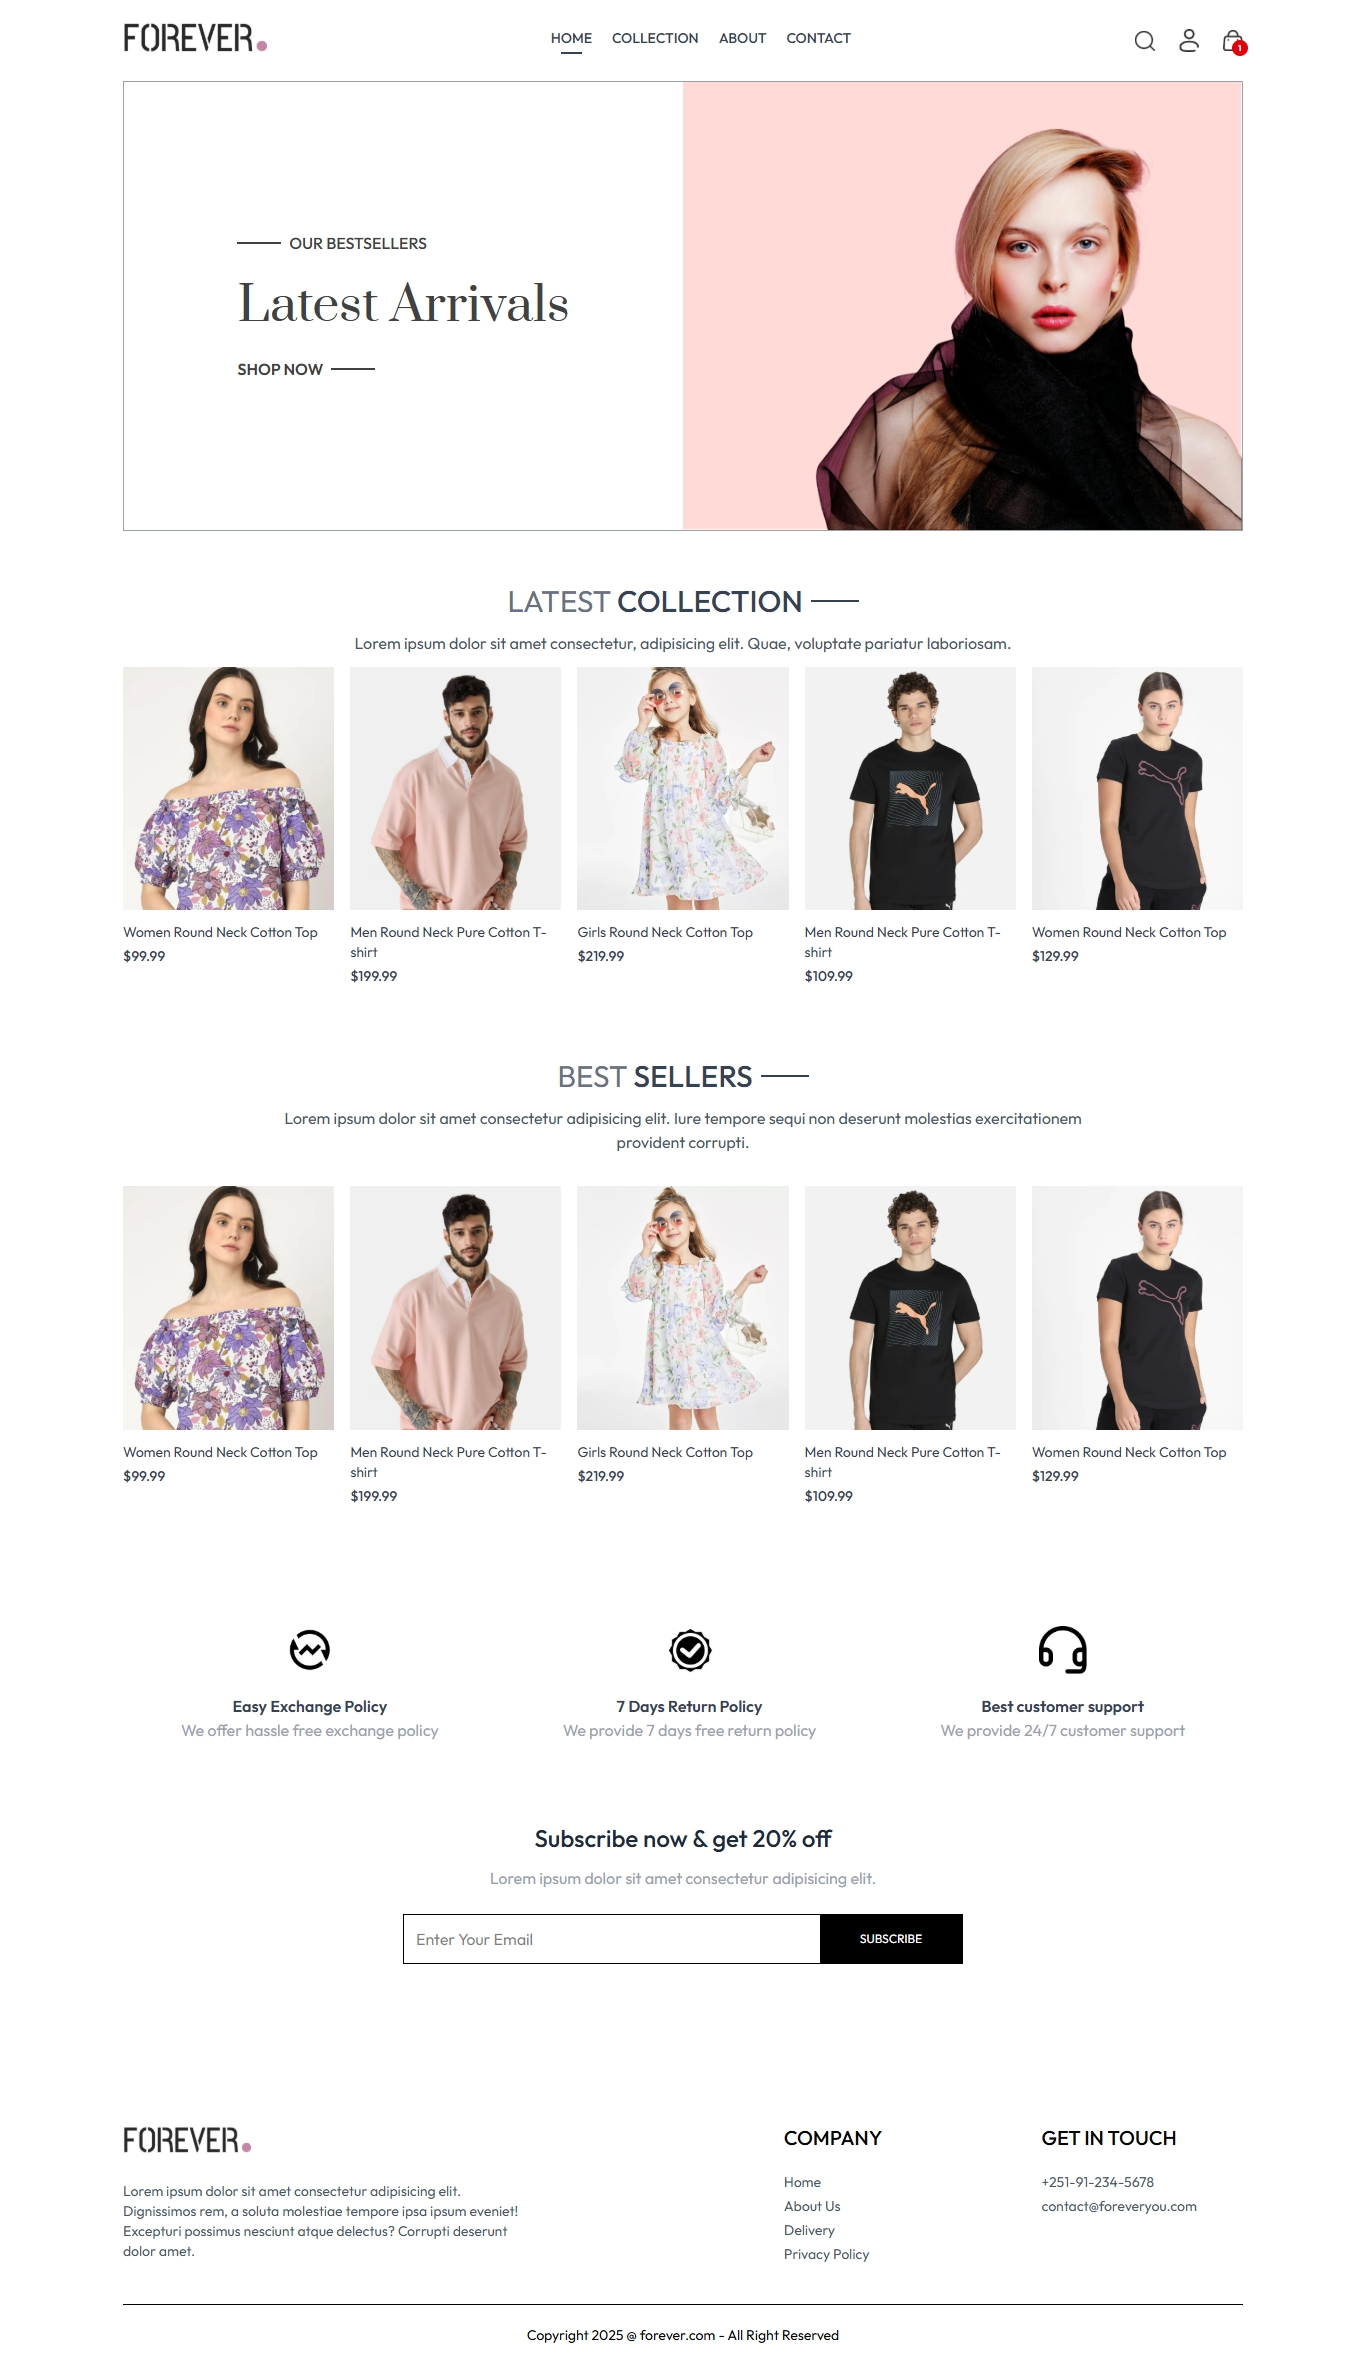 FOREVER.
HOME COLLECTION ABOUT CONTACT
1
OUR BESTSELLERS
Latest Arrivals
SHOP NOW
LATEST COLLECTION
Lorem ipsum dolor sit amet consectetur, adipisicing elit. Quae, voluptate pariatur laboriosam.
Women Round Neck Cotton Top
$99.99
Men Round Neck Pure Cotton T-
shirt
$199.99
Girls Round Neck Cotton Top
$219.99
Men Round Neck Pure Cotton T-
shirt
$109.99
Women Round Neck Cotton Top
$129.99
BEST SELLERS
Lorem ipsum dolor sit amet consectetur adipisicing elit. Iure tempore sequi non deserunt molestias exercitationem
provident corrupti.
Women Round Neck Cotton Top
$99.99
Men Round Neck Pure Cotton T-
shirt
$199.99
Girls Round Neck Cotton Top
$219.99
Men Round Neck Pure Cotton T-
shirt
$109.99
Women Round Neck Cotton Top
$129.99
Easy Exchange Policy
We offer hassle free exchange policy
7 Days Return Policy
We provide 7 days free return policy
Best customer support
We provide 24/7 customer support
Subscribe now & get 20% off
Lorem ipsum dolor sit amet consectetur adipisicing elit.
Enter Your Email
SUBSCRIBE
FOREVER.
Lorem ipsum dolor sit amet consectetur adipisicing elit.
Dignissimos rem, a soluta molestiae tempore ipsa ipsum eveniet!
Excepturi possimus nesciunt atque delectus? Corrupti deserunt
dolor amet.
COMPANY
Home
About Us
Delivery
Privacy Policy
GET IN TOUCH
+251-91-234-5678
contact@foreveryou.com
Copyright 2025 @ forever.com - All Right Reserved